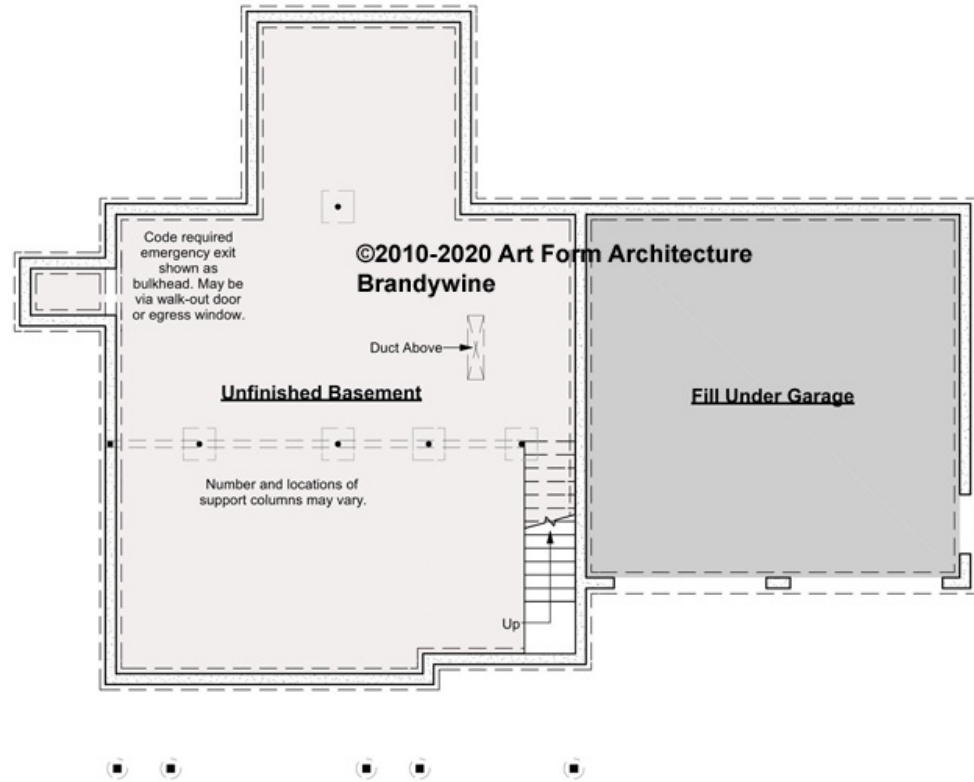 Code required
emergency exit
shown as
bulkhead. May be
via walk-out door
or egress window.
©2010-2020 Art Form Architecture
Brandywine
Duct Above
Unfinished Basement
Fill Under Garage
Number and locations of
support columns may vary.
Up